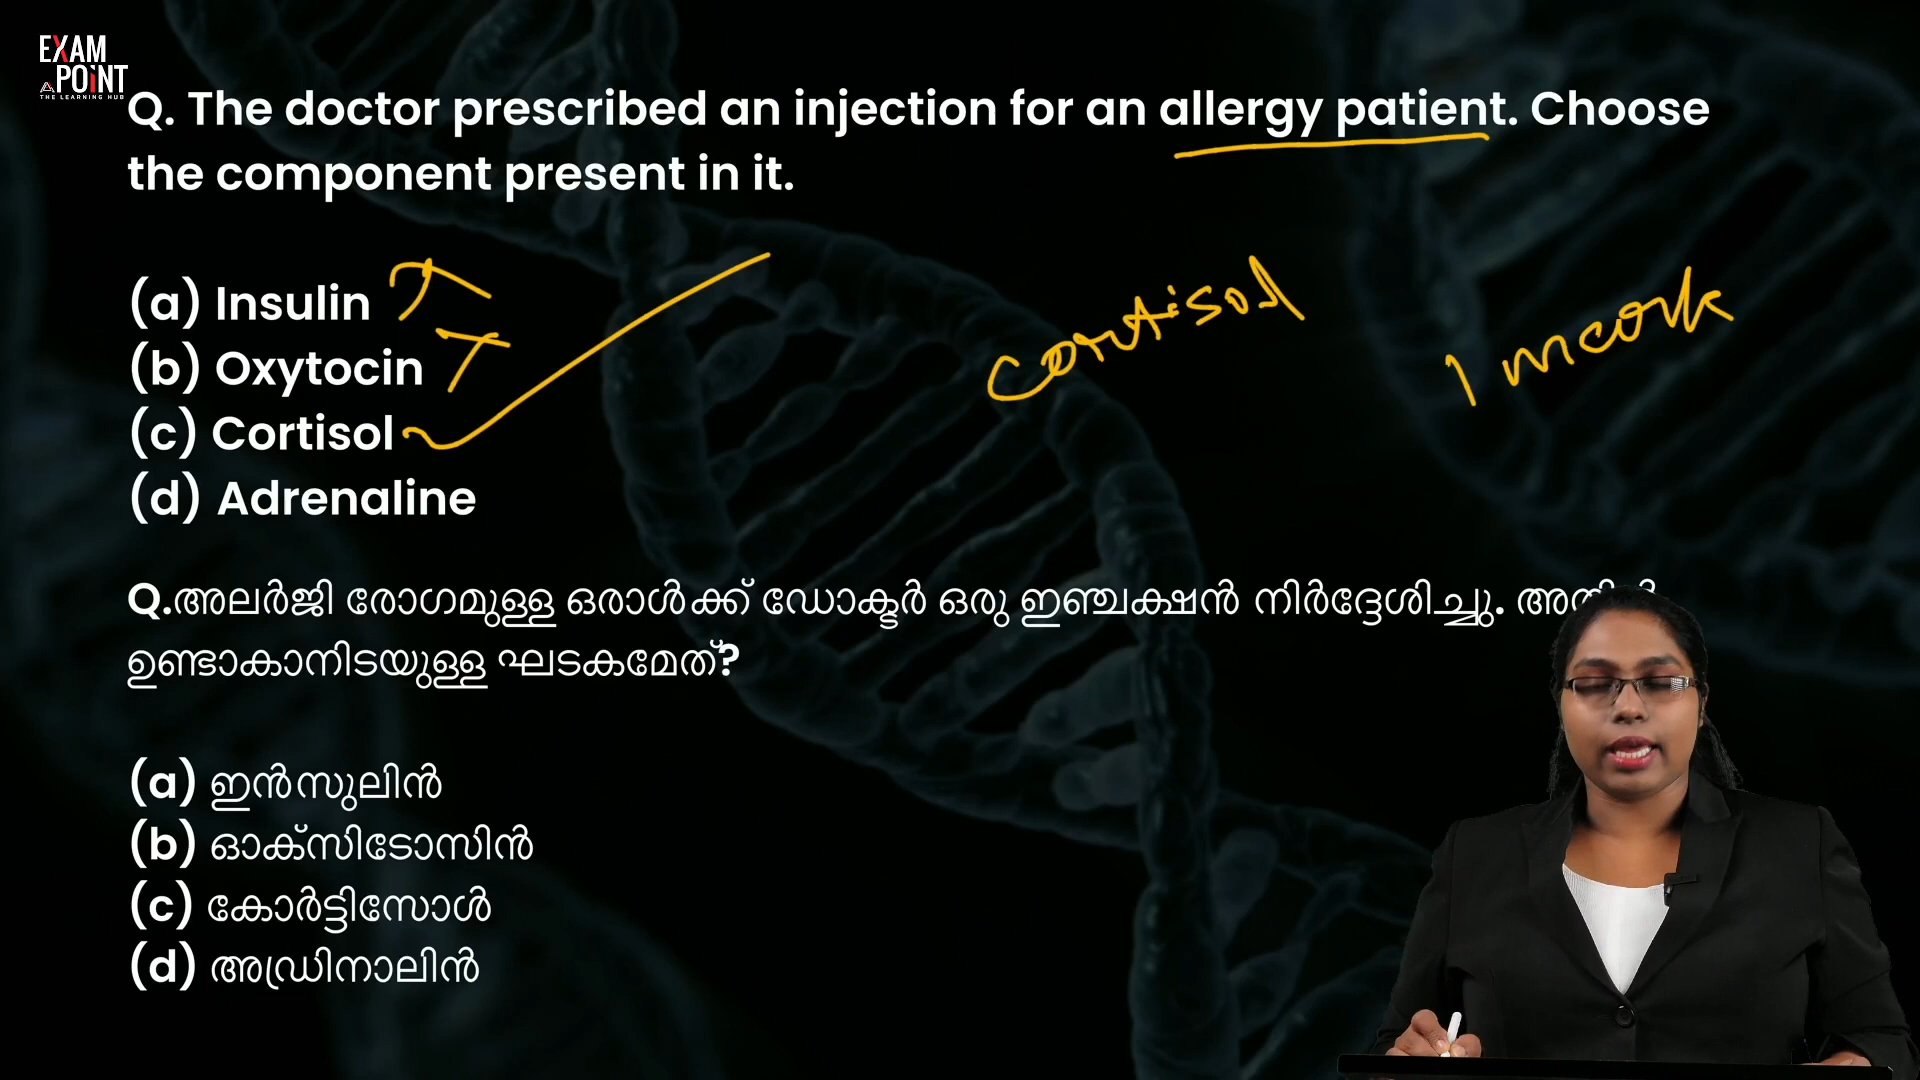 EXAM
POINT
THE LEARNING HUB
Q. The doctor prescribed an injection for an allergy patient. Choose
the component present in it.
(a) Insulin
(b) Oxytocin
(c) Cortisol
(d) Adrenaline
cortisol
1 mark
Q.അലർജി രോഗമുള്ള ഒരാൾക്ക് ഡോക്ടർ ഒരു ഇഞ്ചക്ഷൻ നിർദ്ദേശിച്ചു.
ഉണ്ടാകാനിടയുള്ള ഘടകമേത്?
(a) ഇൻസുലിൻ
(b) ഓക്സിടോസിൻ
(c) കോർട്ടിസോൾ
(d) അഡ്രിനാലിൻ